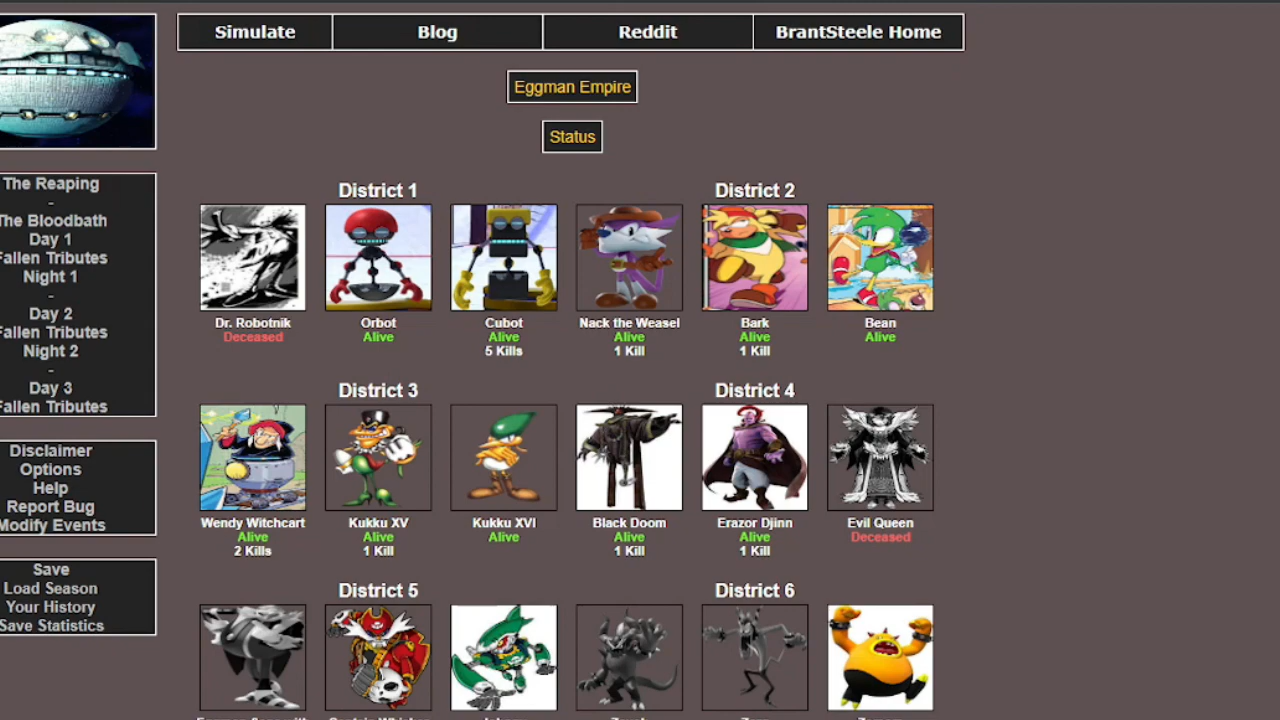 Simulate
Blog
Reddit
BrantSteele Home
Eggman Empire
Status
The Reaping
-
The Bloodbath
Day 1
Fallen Tributes
Night 1
-
Day 2
Fallen Tributes
Night 2
-
Day 3
Fallen Tributes
Disclaimer
Options
Help
Report Bug
Modify Events
Save
Load Season
Your History
Save Statistics
District 1
District 2
Dr. Robotnik
Deceased
Orbot
Alive
Cubot
Alive
5 Kills
Nack the Weasel
Alive
1 Kill
Bark
Alive
1 Kill
Bean
Alive
District 3
District 4
Wendy Witchcart
Alive
2 Kills
Kukku XV
Alive
1 Kill
Kukku XVI
Alive
Black Doom
Alive
1 Kill
Erazor Djinn
Alive
1 Kill
Evil Queen
Deceased
District 5
District 6